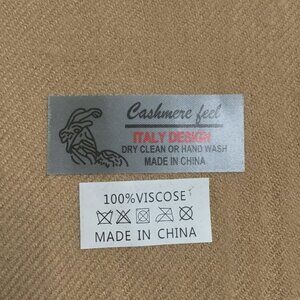 Cashmere feel
ITALY DESIGN
DRY CLEAN OR HAND WASH
MADE IN CHINA
100%VISCOSE
MADE IN CHINA